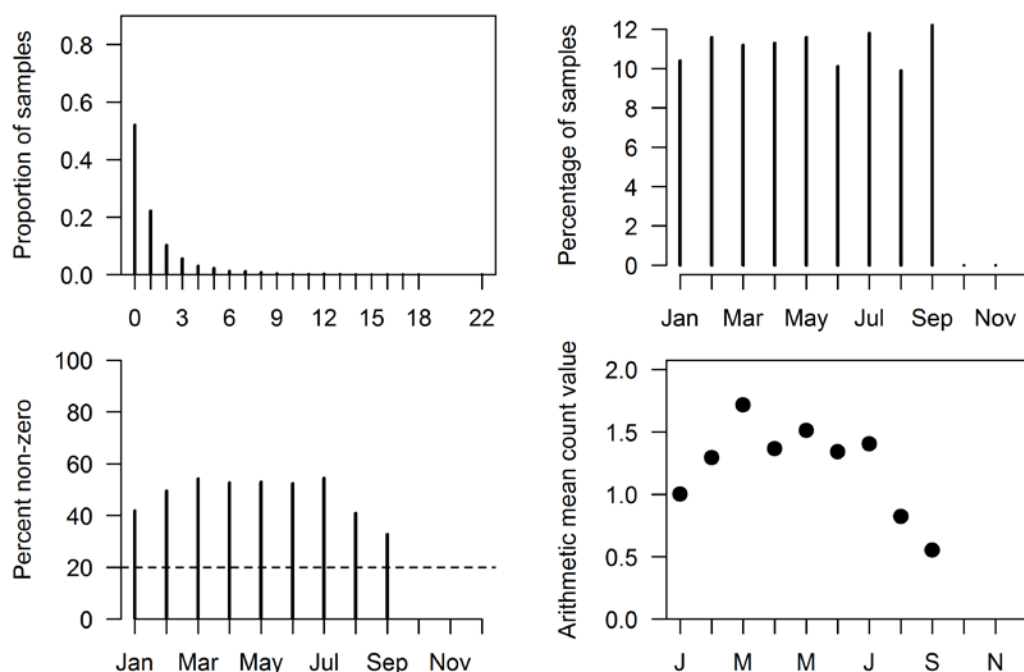 Proportion of samples
0.8
0.6
0.4
0.2
0.0
0 3 6 9 12 15 18 22
Percentage of samples
12
10
8
6
4
2
0
Jan Mar May Jul Sep Nov
Percent non-zero
100
80
60
40
20
0
Jan Mar May Jul Sep Nov
Arithmetic mean count value
2.0
1.5
1.0
0.5
0.0
J M M J S N